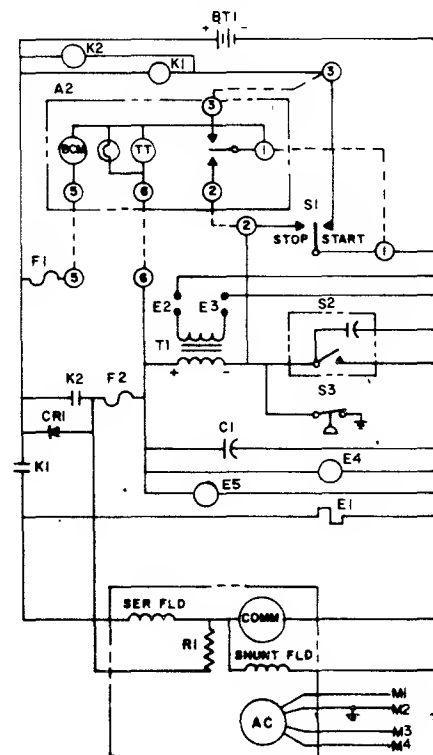 BT1
+ -
K2
K1
3
A2
3
BCM
TT
1
5
6
2
S1
2
STOP START
1
F1
5
6
E2 E3
S2
T1
+ -
K2 F2
S3
CR1
C1
E4
K1
E5
E1
SER FLD
COMM
R1
SHUNT FLD
M1
AC
M2
M3
M4